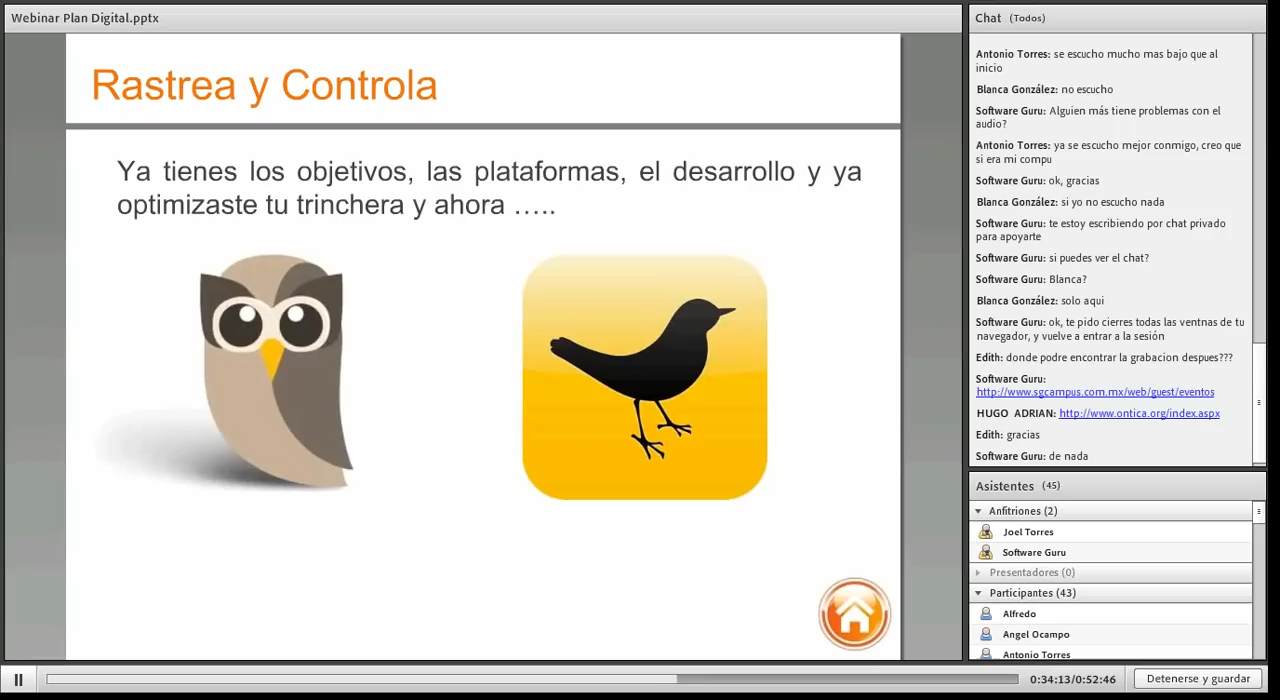 Webinar Plan Digital.pptx
Rastrea y Controla
Ya tienes los objetivos, las plataformas, el desarrollo y ya
optimizaste tu trinchera y ahora …..
Chat (Todos)
Antonio Torres: se escucho mucho mas bajo que al
inicio
Blanca González: no escucho
Software Guru: Alguien más tiene problemas con el
audio?
Antonio Torres: ya se escucho mejor conmigo, creo que
si era mi compu
Software Guru: ok, gracias
Blanca González: si yo no escucho nada
Software Guru: te estoy escribiendo por chat privado
para apoyarte
Software Guru: si puedes ver el chat?
Software Guru: Blanca?
Blanca González: solo aqui
Software Guru: ok, te pido cierres todas las ventnas de tu
navegador, y vuelve a entrar a la sesión
Edith: donde podre encontrar la grabacion despues???
Software Guru:
http://www.sgcampus.com.mx/web/guest/eventos
HUGO ADRIAN: http://www.ontica.org/index.aspx
Edith: gracias
Software Guru: de nada
Asistentes (45)
Anfitriones (2)
Joel Torres
Software Guru
Presentadores (0)
Participantes (43)
Alfredo
Angel Ocampo
Antonio Torres
0:34:13/0:52:46
Detenerse y guardar